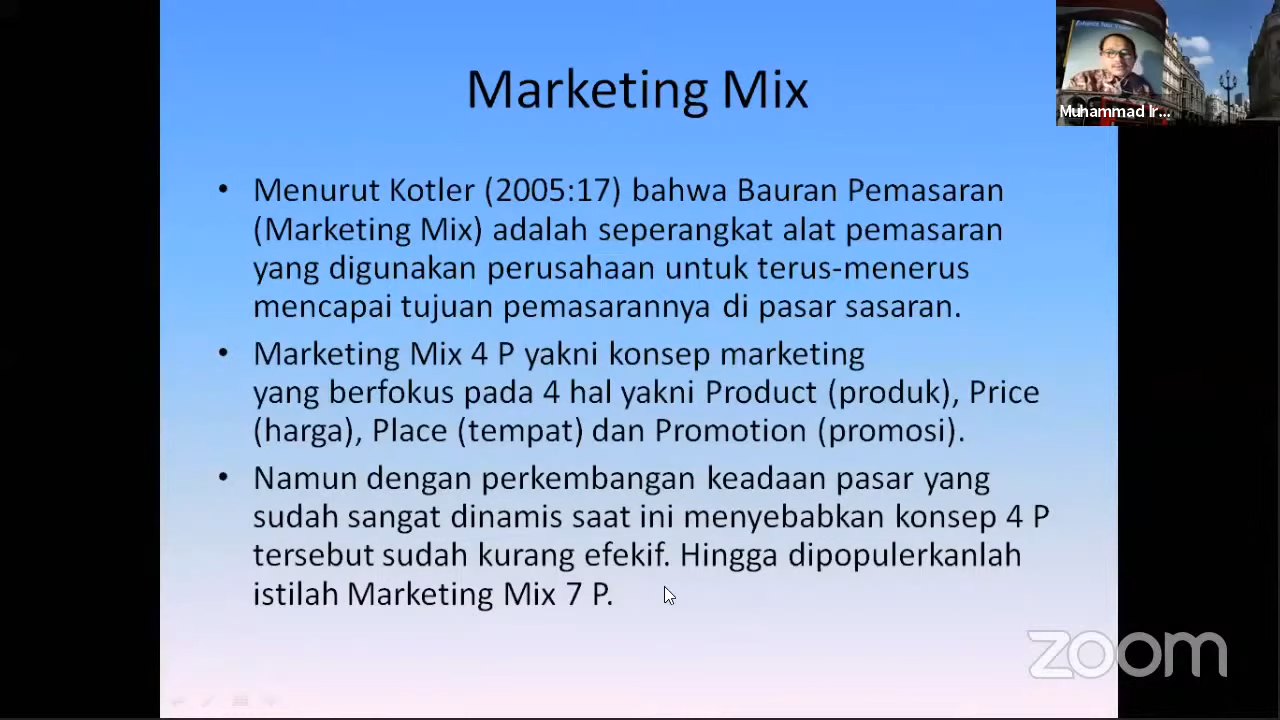 Marketing Mix
• Menurut Kotler (2005:17) bahwa Bauran Pemasaran
(Marketing Mix) adalah seperangkat alat pemasaran
yang digunakan perusahaan untuk terus-menerus
mencapai tujuan pemasarannya di pasar sasaran.
• Marketing Mix 4 P yakni konsep marketing
yang berfokus pada 4 hal yakni Product (produk), Price
(harga), Place (tempat) dan Promotion (promosi).
• Namun dengan perkembangan keadaan pasar yang
sudah sangat dinamis saat ini menyebabkan konsep 4 P
tersebut sudah kurang efekif. Hingga dipopulerkanlah
istilah Marketing Mix 7 P.
Muhammad Ir...
zoom